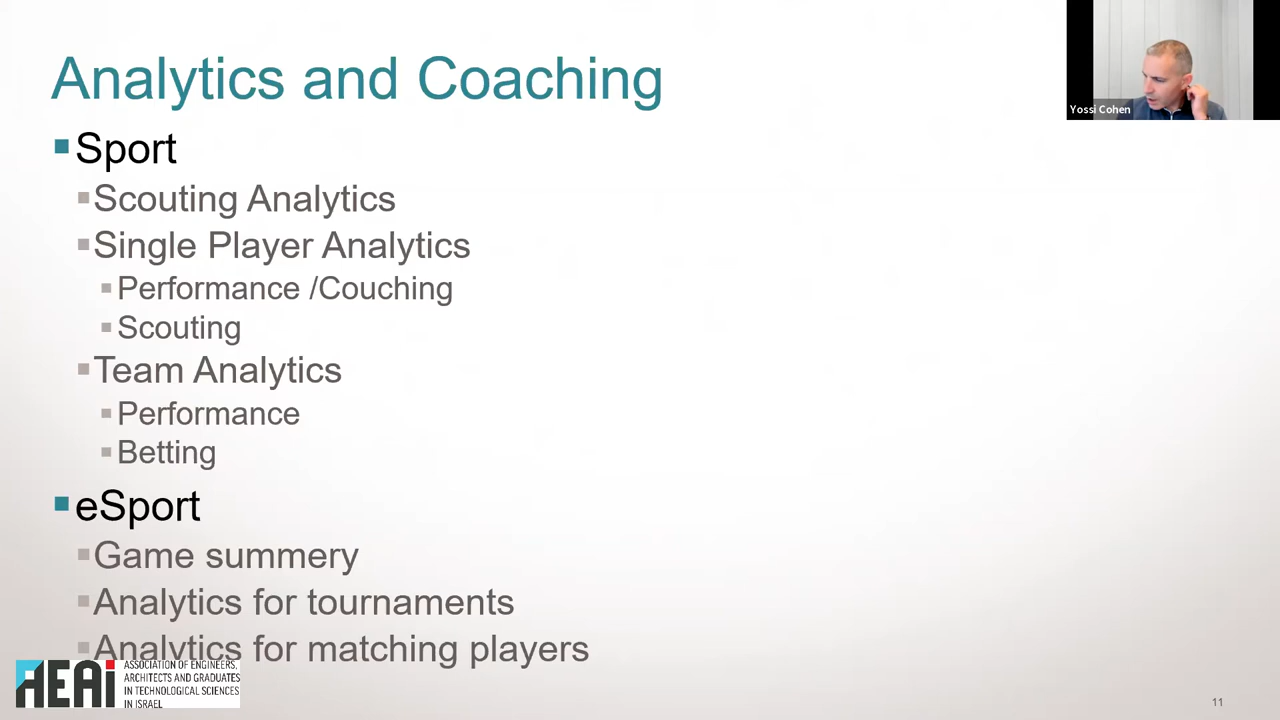 Analytics and Coaching
Yossi Cohen
Sport
Scouting Analytics
Single Player Analytics
Performance /Couching
Scouting
Team Analytics
Performance
Betting
eSport
Game summery
Analytics for tournaments
Analytics for matching players
AEAi
ASSOCIATION OF ENGINEERS,
ARCHITECTS AND GRADUATES
IN TECHNOLOGICAL SCIENCES
IN ISRAEL
11